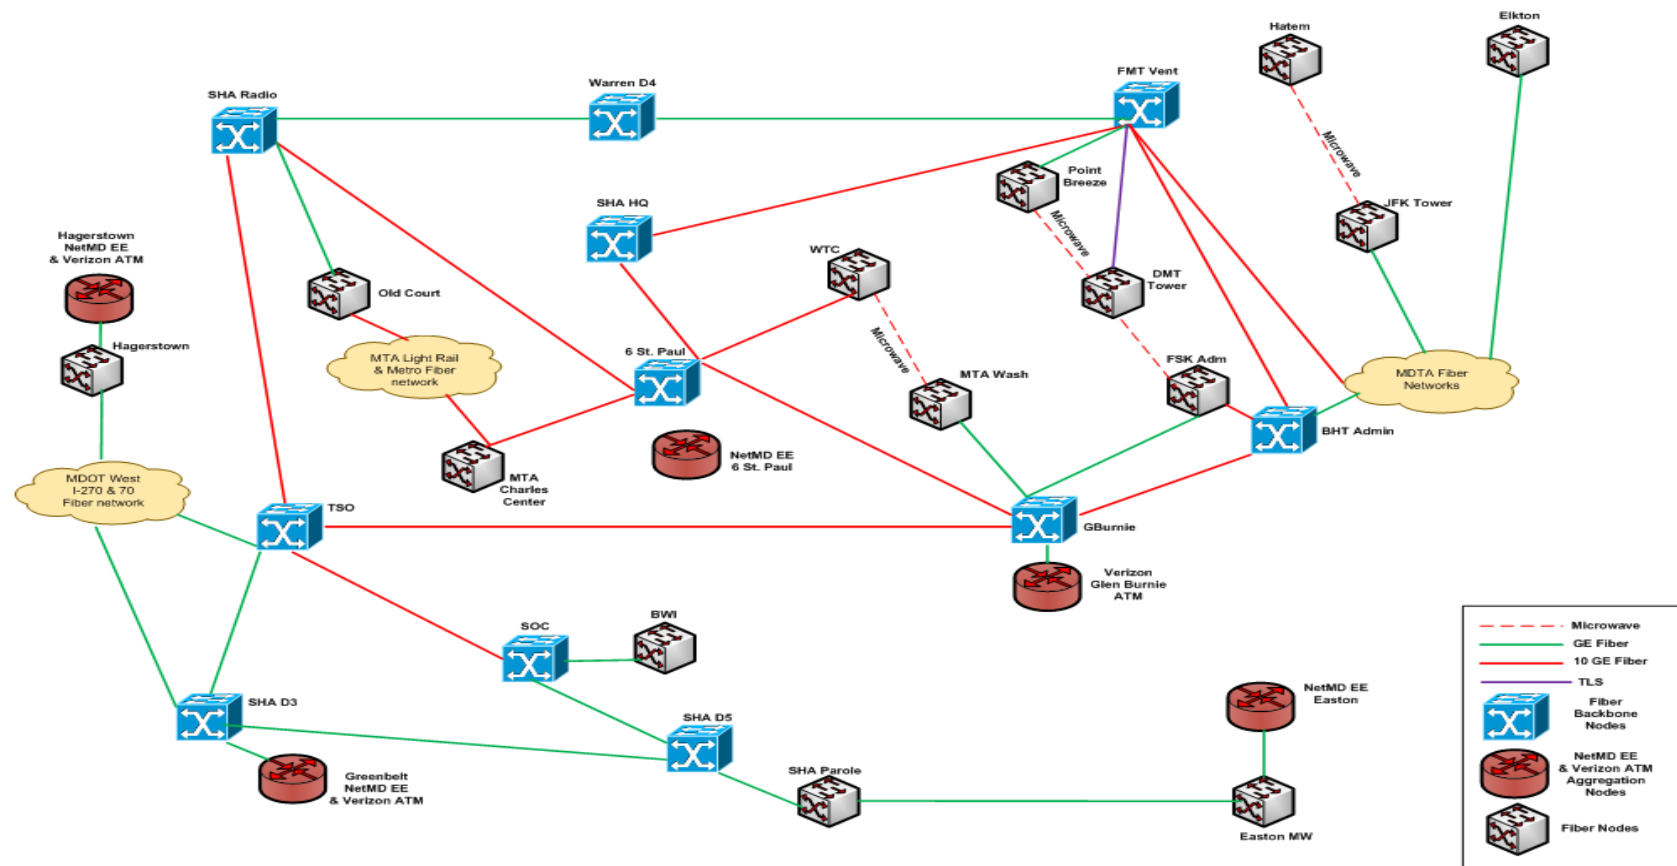 Elkton
Hatem
FMT Vent
Warren D4
SHA Radio
Microwave
Point
Breeze
SHA HQ
JFK Tower
Microwave
Hagerstown
NetMD EE
& Verizon ATM
WTC
DMT
Tower
Old Court
Microwave
Hagerstown
6 St. Paul
MTA Light Rail
& Metro Fiber
network
FSK Adm
MTA Wash
MDTA Fiber
Networks
BHT Admin
NetMD EE
6 St. Paul
MTA
Charles
Center
MDOT West
I-270 & 70
Fiber network
TSO
GBurnie
Verizon
Glen Burnie
ATM
BWI
SOC
SHA D3
SHA D5
NetMD EE
Easton
SHA Parole
Greenbelt
NetMD EE
& Verizon ATM
Easton MW
Microwave
GE Fiber
10 GE Fiber
TLS
Fiber
Backbone
Nodes
NetMD EE
& Verizon ATM
Aggregation
Nodes
Fiber Nodes